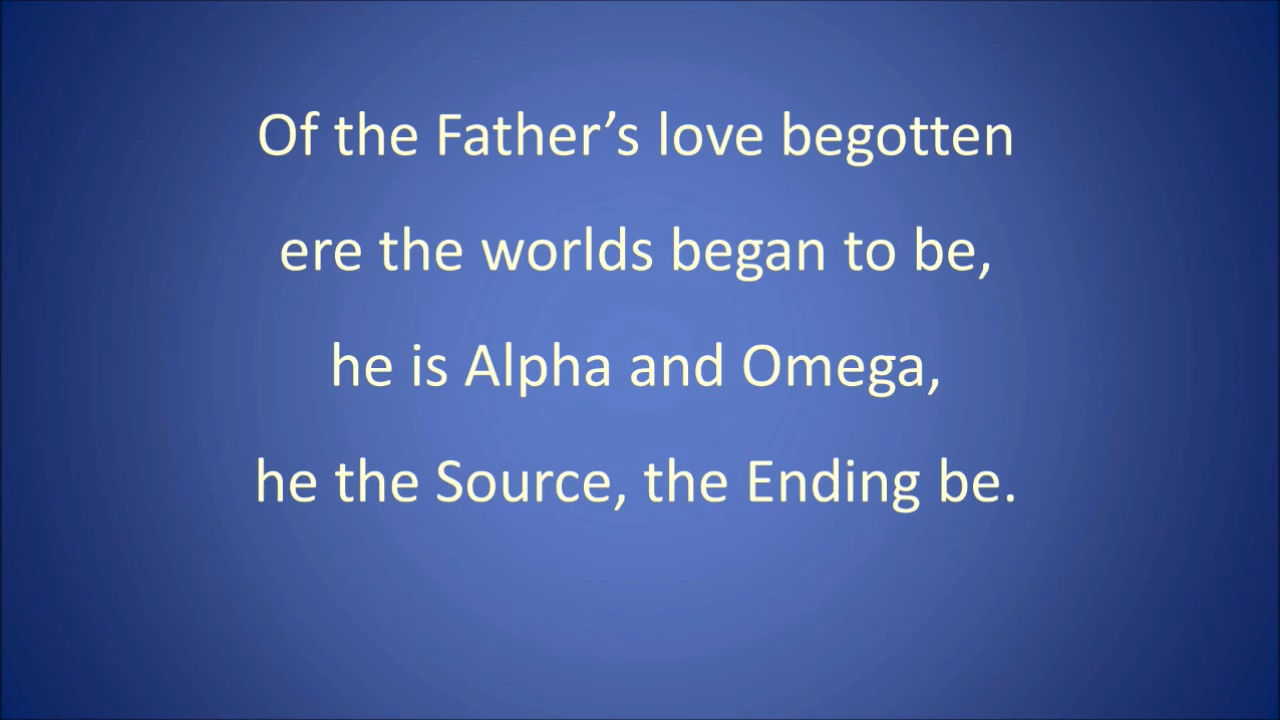 Of the Father’s love begotten
ere the worlds began to be,
he is Alpha and Omega,
he the Source, the Ending be.